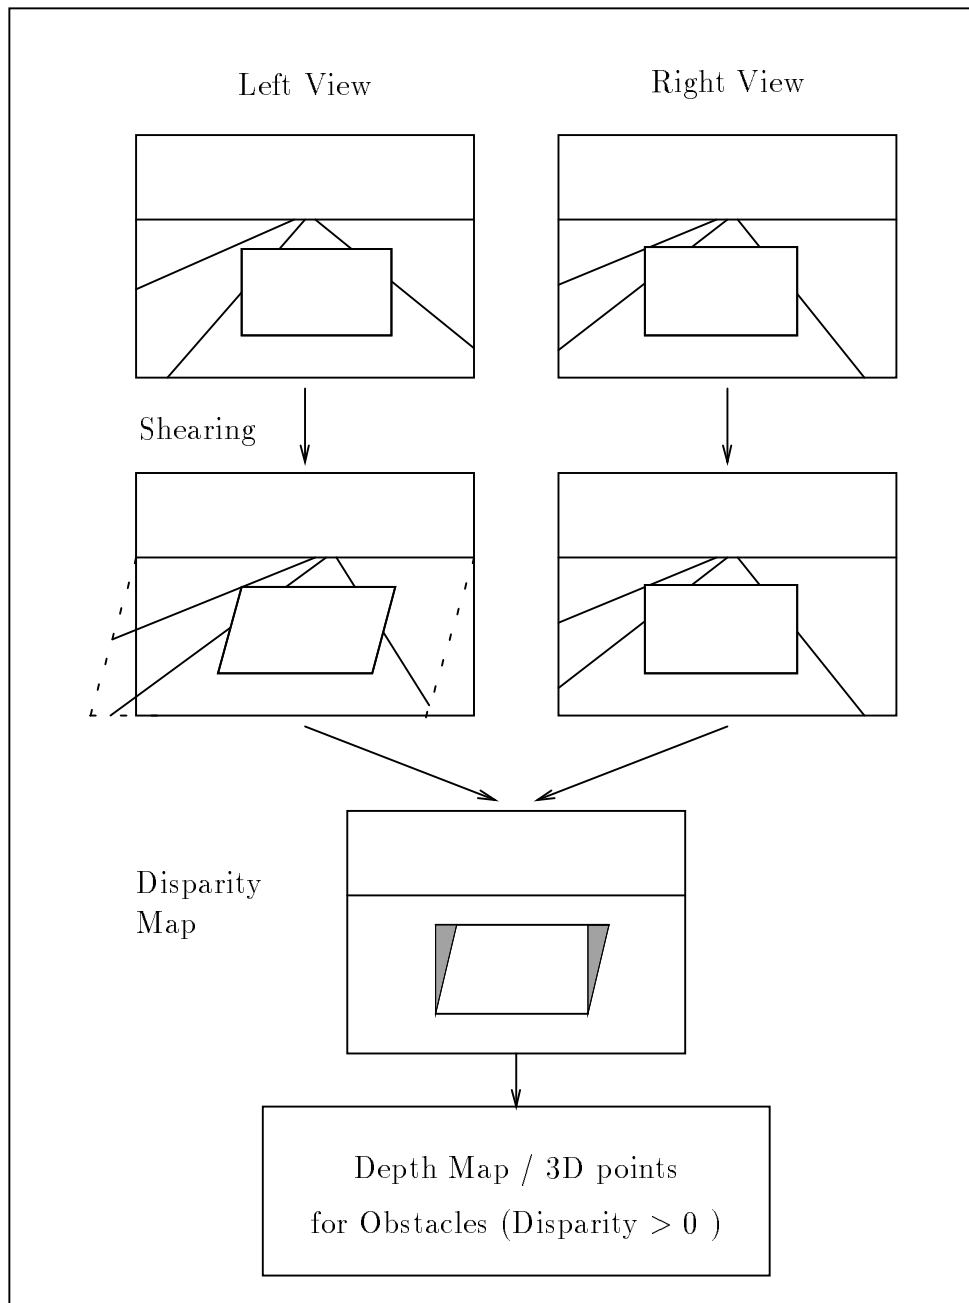 Left View
Right View
Shearing
Disparity
Map
Depth Map / 3D points
for Obstacles (Disparity > 0 )